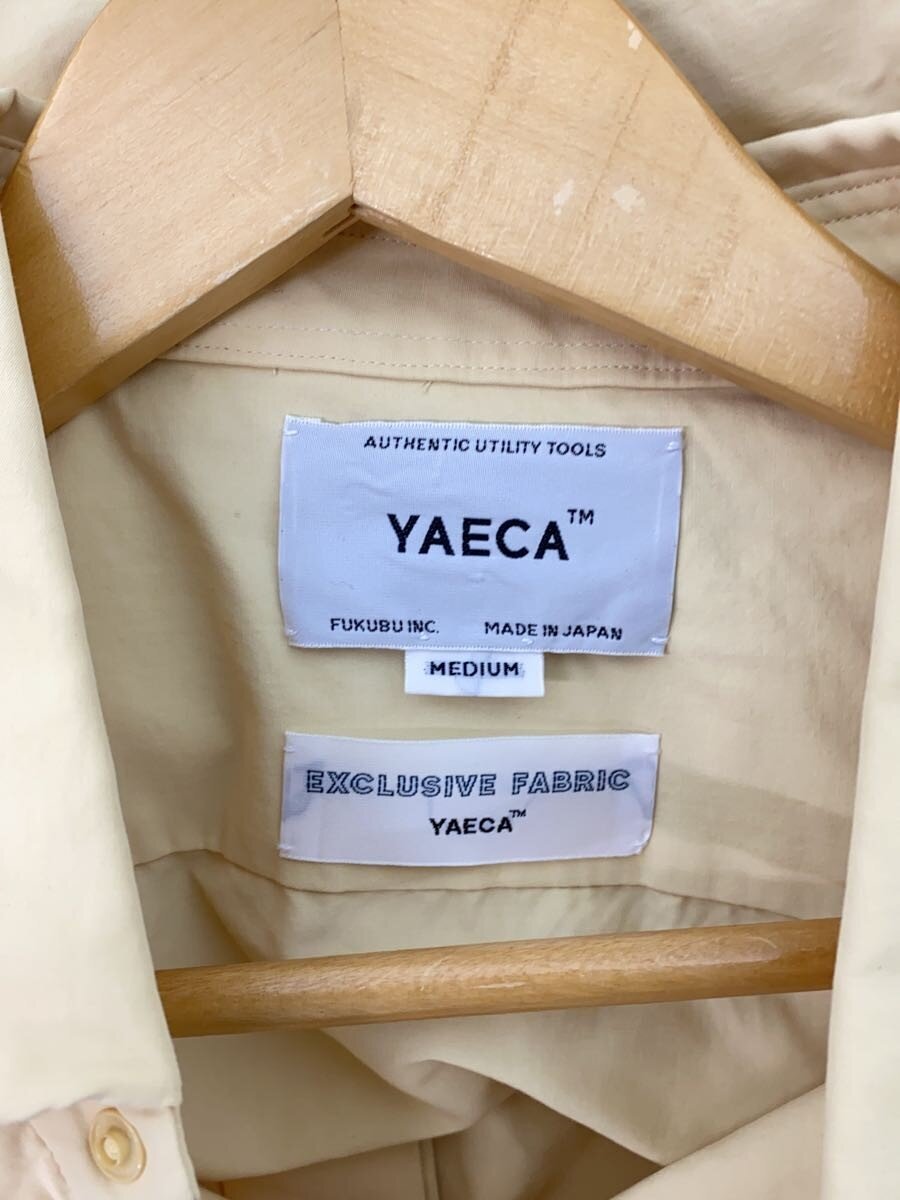 AUTHENTIC UTILITY TOOLS
YAECA™
FUKUBU INC. MADE IN JAPAN
MEDIUM
EXCLUSIVE FABRIC
YAECA™